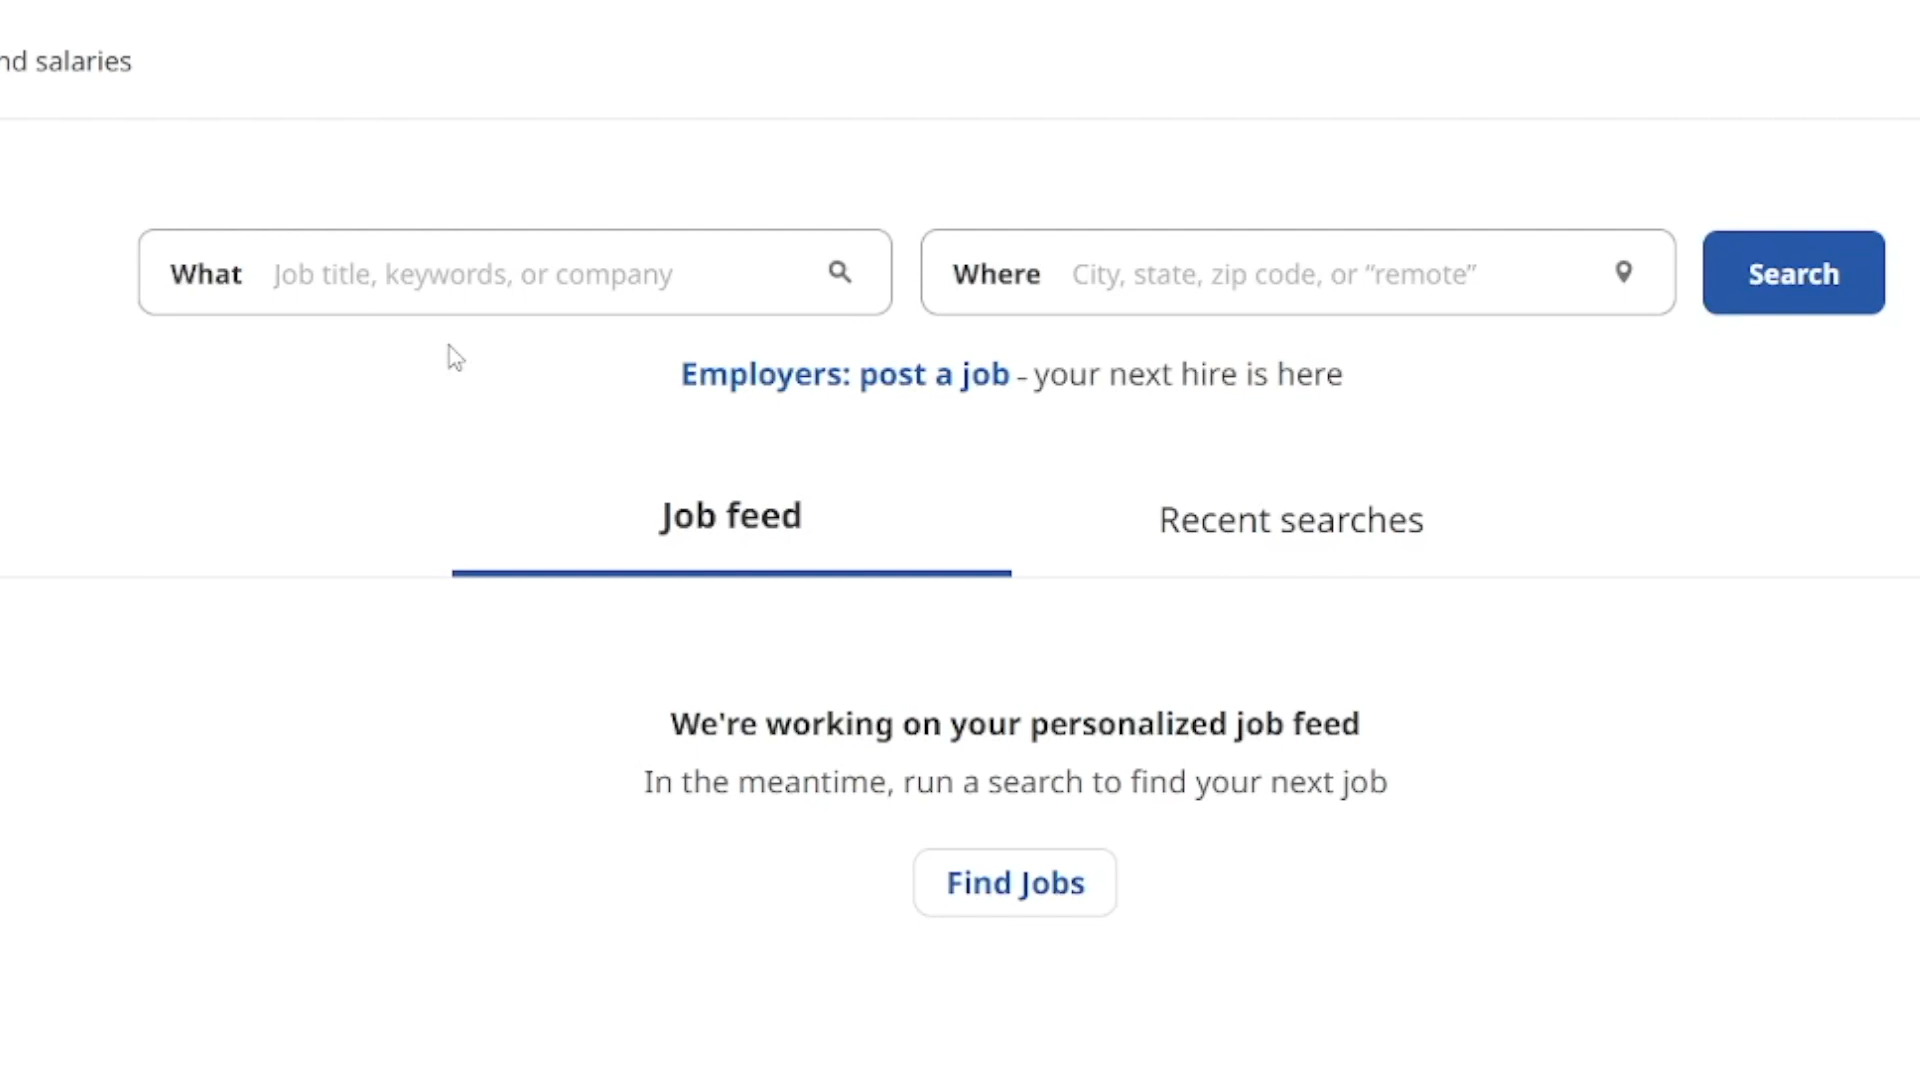 salaries
What Job title, keywords, or company
Where City, state, zip code, or "remote"
Search
Employers: post a job - your next hire is here
Job feed
Recent searches
We're working on your personalized job feed
In the meantime, run a search to find your next job
Find Jobs